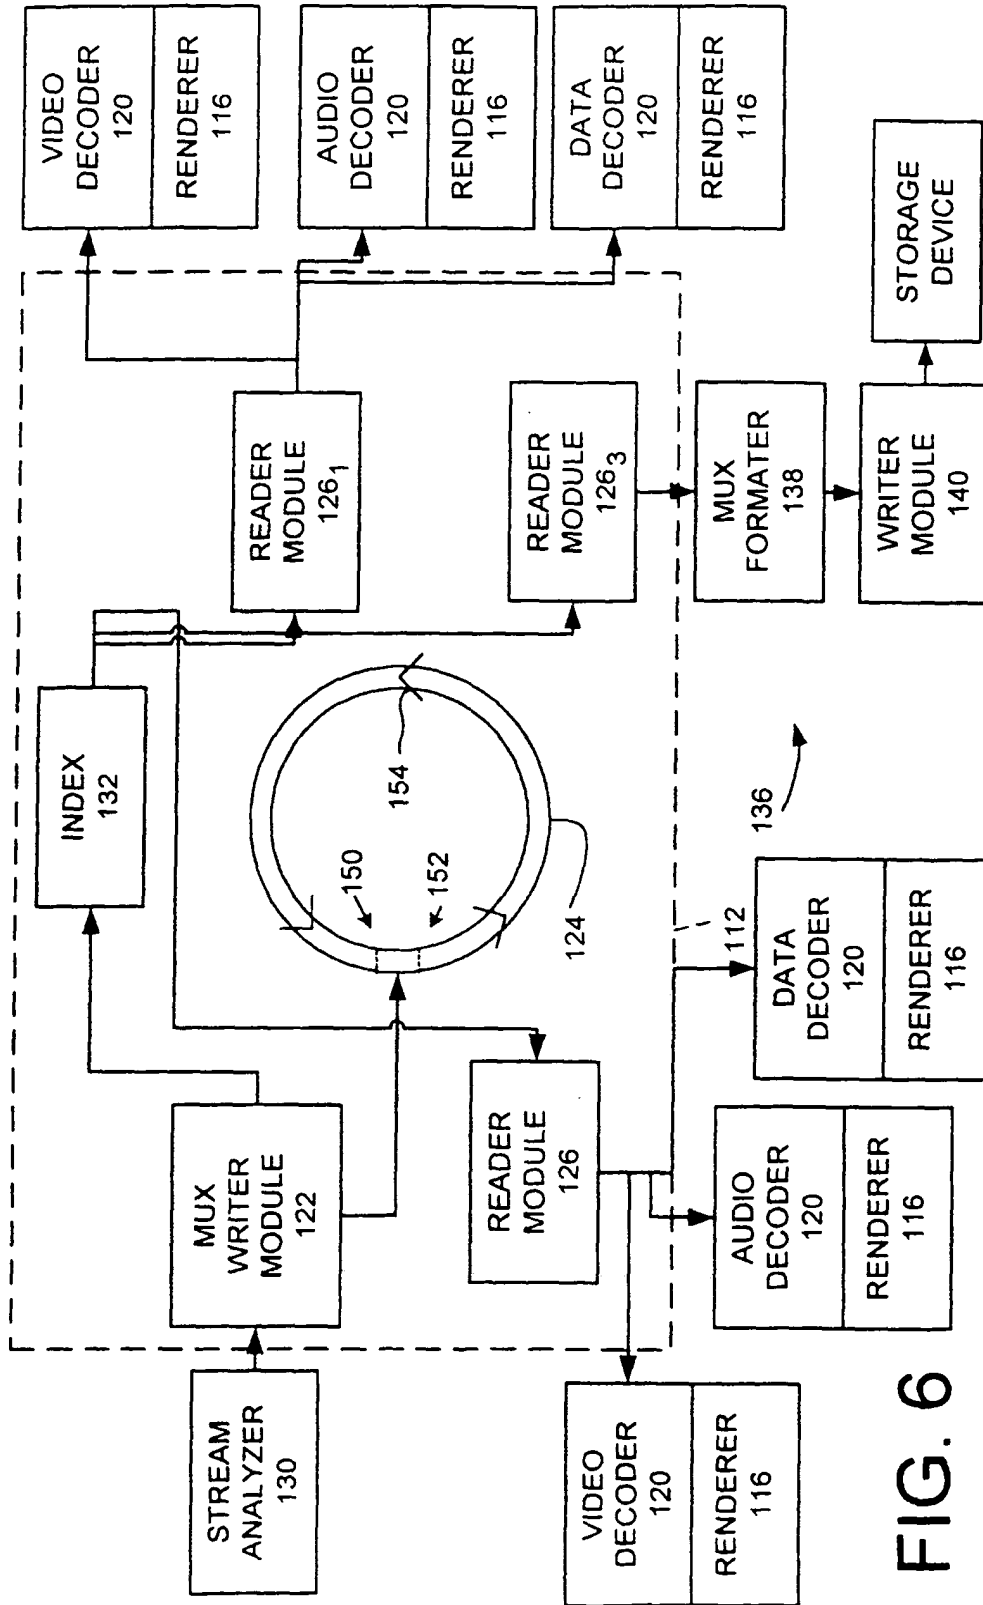 STREAM
ANALYZER
130
MUX
WRITER
MODULE
122
INDEX
132
READER
MODULE
126₁
VIDEO
DECODER
120
RENDERER
116
AUDIO
DECODER
120
RENDERER
116
DATA
DECODER
120
RENDERER
116
150
152
154
124
READER
MODULE
126
READER
MODULE
126₃
MUX
FORMATER
138
WRITER
MODULE
140
STORAGE
DEVICE
VIDEO
DECODER
120
RENDERER
116
AUDIO
DECODER
120
RENDERER
116
DATA
DECODER
120
RENDERER
116
112
136
FIG. 6